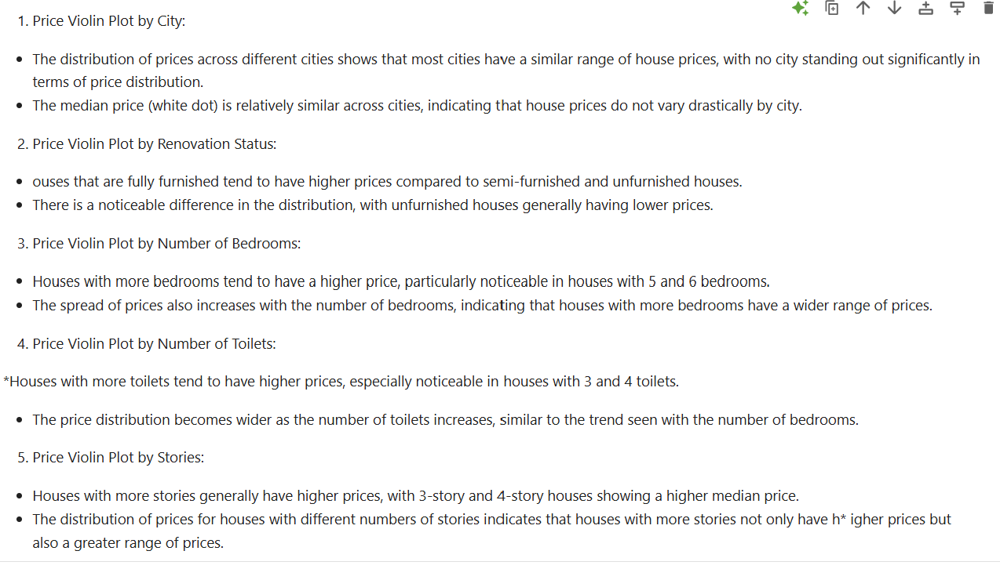 1. Price Violin Plot by City:
• The distribution of prices across different cities shows that most cities have a similar range of house prices, with no city standing out significantly in
terms of price distribution.
• The median price (white dot) is relatively similar across cities, indicating that house prices do not vary drastically by city.
2. Price Violin Plot by Renovation Status:
• ouses that are fully furnished tend to have higher prices compared to semi-furnished and unfurnished houses.
• There is a noticeable difference in the distribution, with unfurnished houses generally having lower prices.
3. Price Violin Plot by Number of Bedrooms:
• Houses with more bedrooms tend to have a higher price, particularly noticeable in houses with 5 and 6 bedrooms.
• The spread of prices also increases with the number of bedrooms, indicating that houses with more bedrooms have a wider range of prices.
4. Price Violin Plot by Number of Toilets:
*Houses with more toilets tend to have higher prices, especially noticeable in houses with 3 and 4 toilets.
• The price distribution becomes wider as the number of toilets increases, similar to the trend seen with the number of bedrooms.
5. Price Violin Plot by Stories:
• Houses with more stories generally have higher prices, with 3-story and 4-story houses showing a higher median price.
• The distribution of prices for houses with different numbers of stories indicates that houses with more stories not only have h* igher prices but
also a greater range of prices.